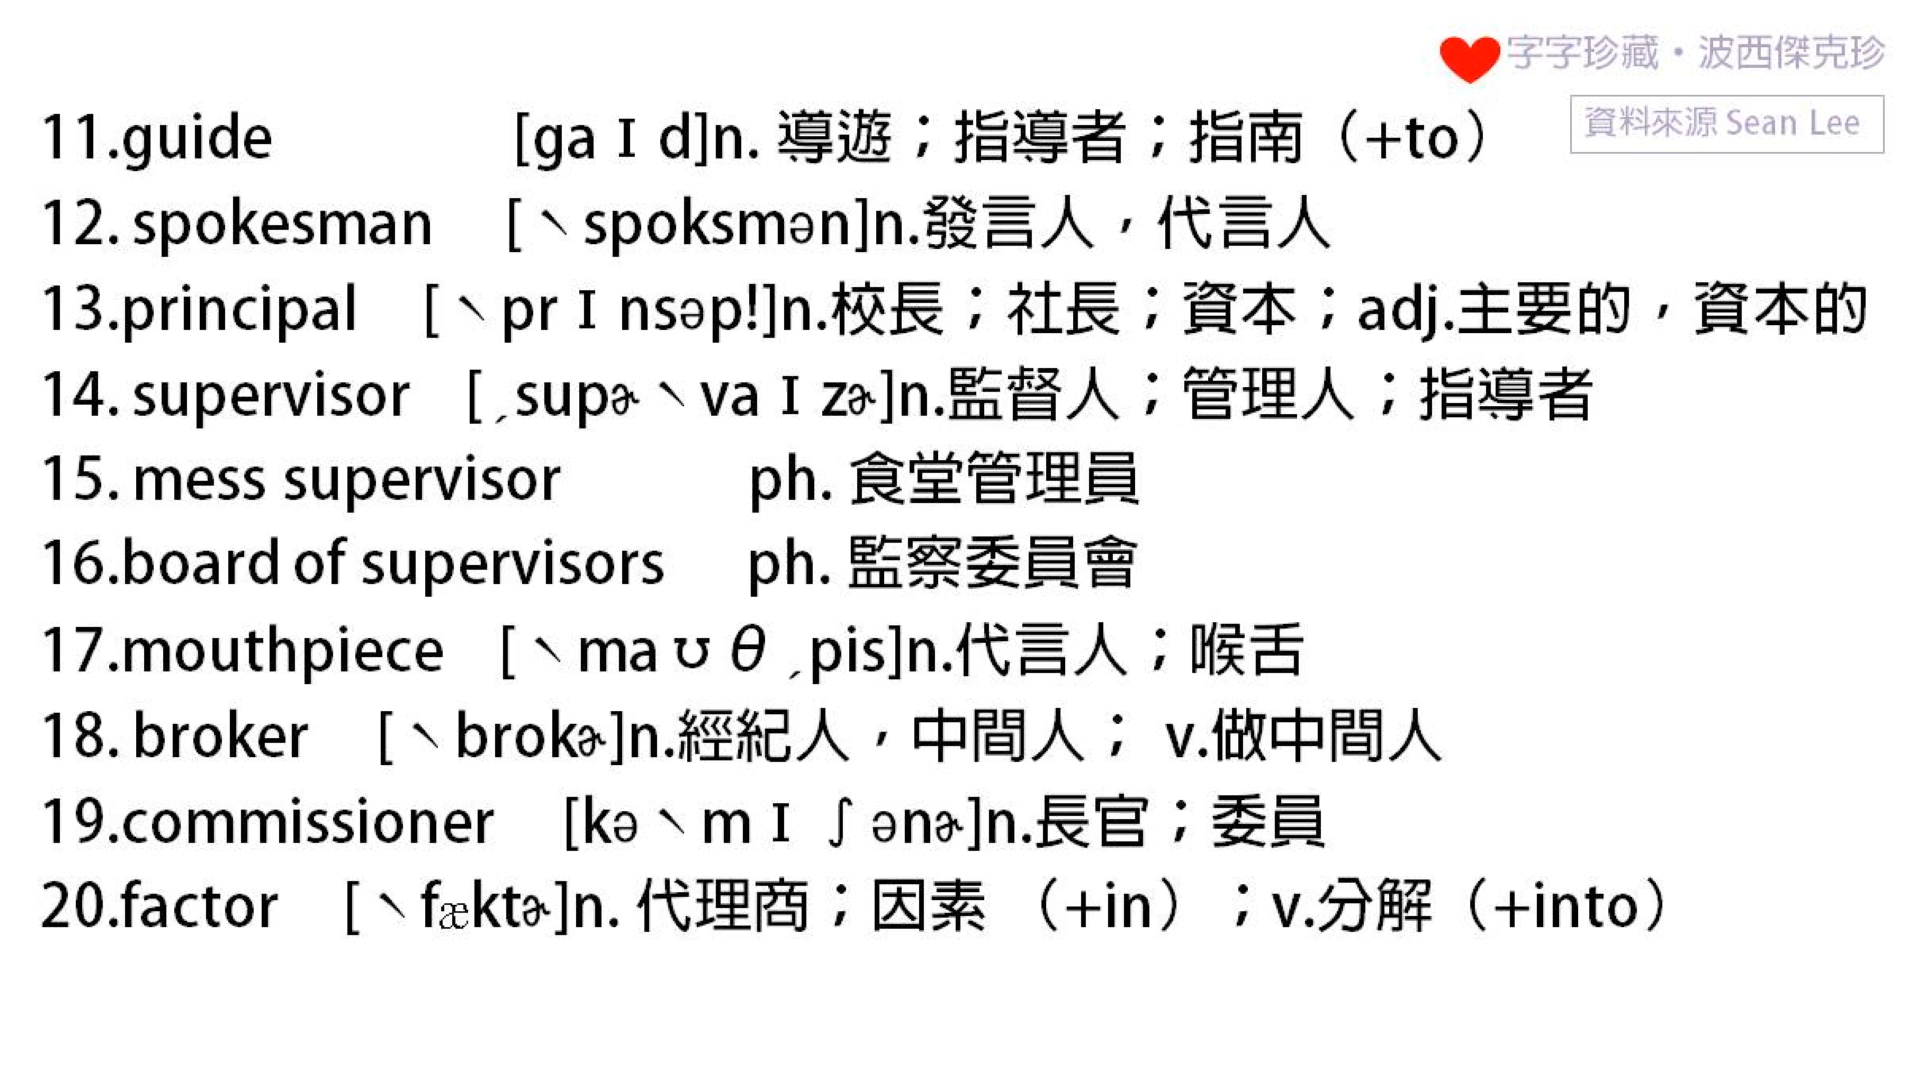 字字珍藏・波西傑克珍
資料來源 Sean Lee
11.guide [gaɪd]n. 導遊；指導者；指南（+to）
12. spokesman [ˋspoksmən]n.發言人，代言人
13.principal [ˋprɪnsəp!]n.校長；社長；資本；adj.主要的，資本的
14. supervisor [ˏsupɚˋvaɪzɚ]n.監督人；管理人；指導者
15. mess supervisor ph. 食堂管理員
16.board of supervisors ph. 監察委員會
17.mouthpiece [ˋmaʊθˏpis]n.代言人；喉舌
18. broker [ˋbrokɚ]n.經紀人，中間人； v.做中間人
19.commissioner [kəˋmɪʃənɚ]n.長官；委員
20.factor [ˋfæktɚ]n. 代理商；因素 （+in）；v.分解（+into）